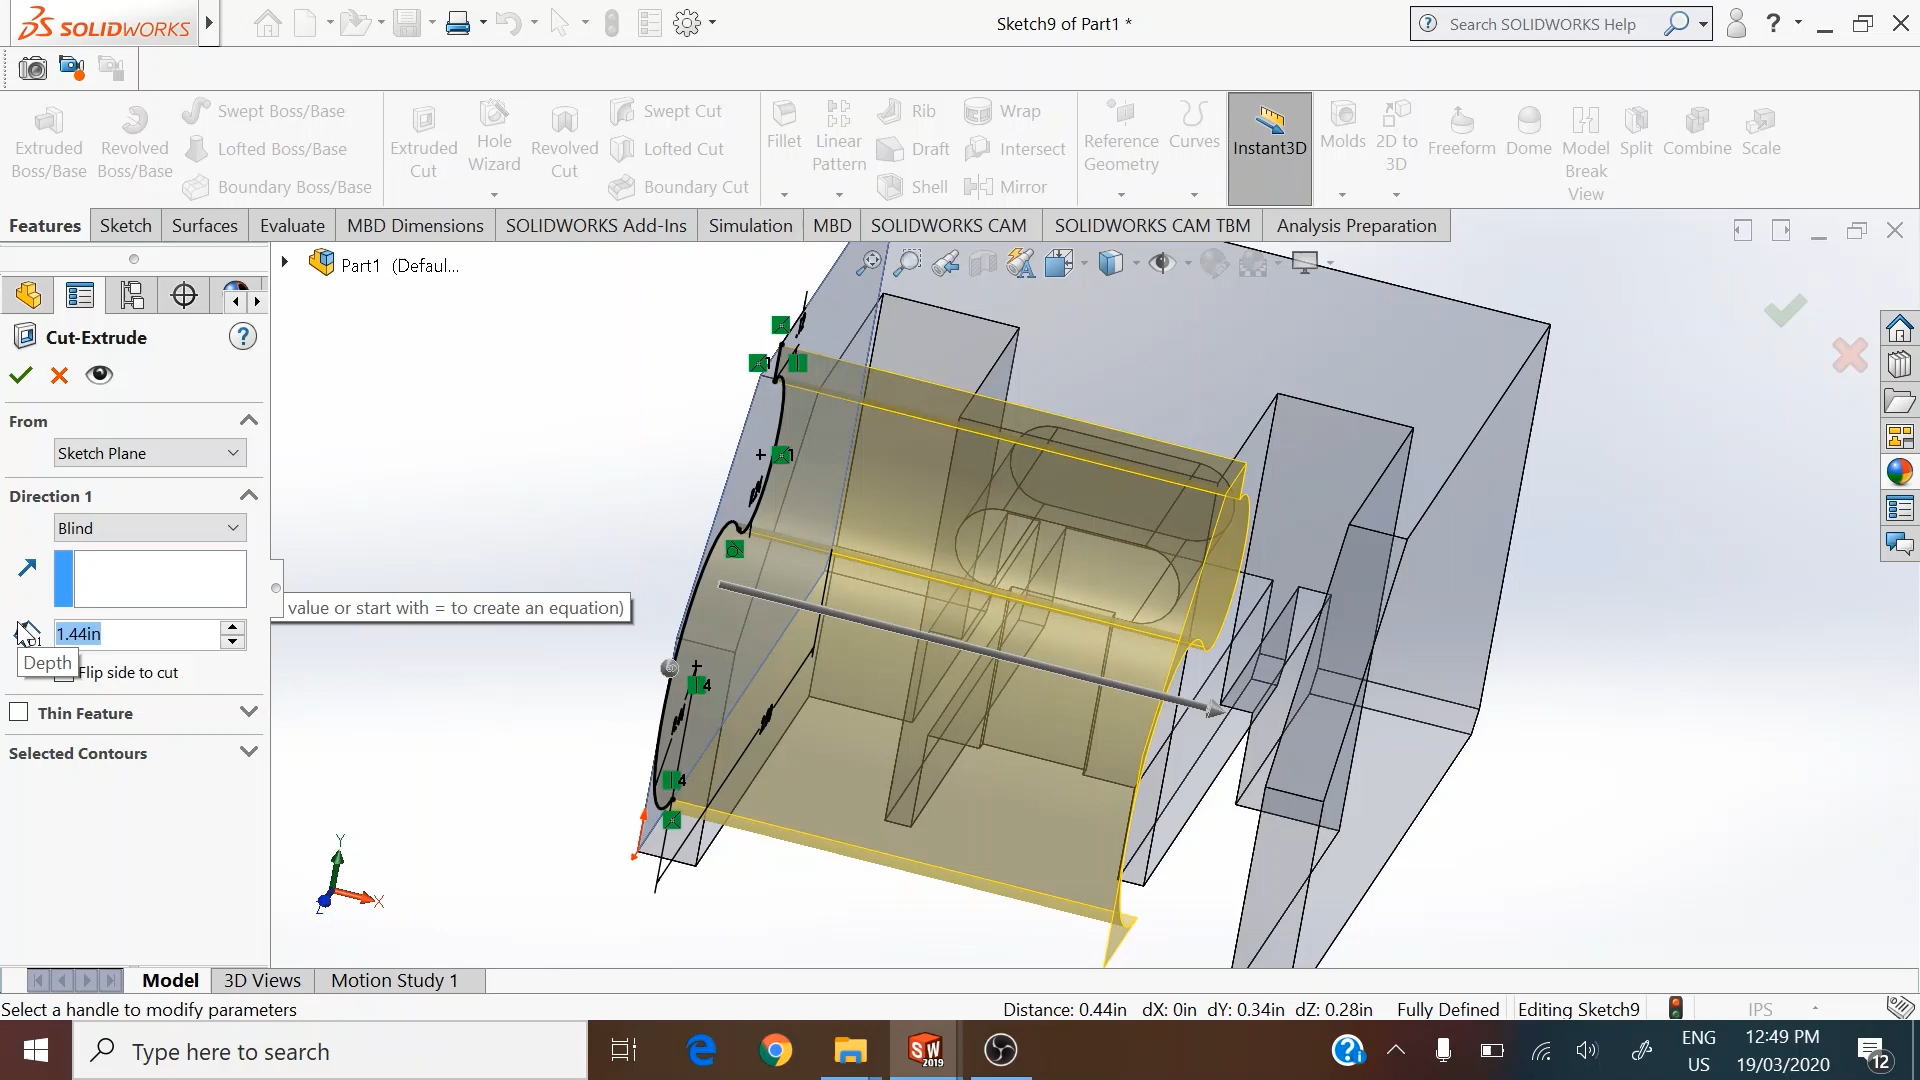 SOLIDWORKS
Sketch9 of Part1 *
Search SOLIDWORKS Help
?
Extruded Boss/Base
Revolved Boss/Base
Swept Boss/Base
Lofted Boss/Base
Boundary Boss/Base
Extruded Cut
Hole Wizard
Revolved Cut
Swept Cut
Lofted Cut
Boundary Cut
Fillet
Linear Pattern
Rib
Draft
Shell
Wrap
Intersect
Mirror
Reference Geometry
Curves
Instant3D
Molds
2D to 3D
Freeform
Dome
Model Break View
Split
Combine
Scale
Features
Sketch
Surfaces
Evaluate
MBD Dimensions
SOLIDWORKS Add-Ins
Simulation
MBD
SOLIDWORKS CAM
SOLIDWORKS CAM TBM
Analysis Preparation
Part1 (Defaul...
Cut-Extrude
?
From
Sketch Plane
Direction 1
Blind
value or start with = to create an equation)
1.44in
Depth
Flip side to cut
Thin Feature
Selected Contours
1
1
4
4
Y
X
Z
Model
3D Views
Motion Study 1
Select a handle to modify parameters
Distance: 0.44in dX: 0in dY: 0.34in dZ: 0.28in
Fully Defined
Editing Sketch9
IPS
Type here to search
SW
2019
ENG
US
12:49 PM
19/03/2020
12